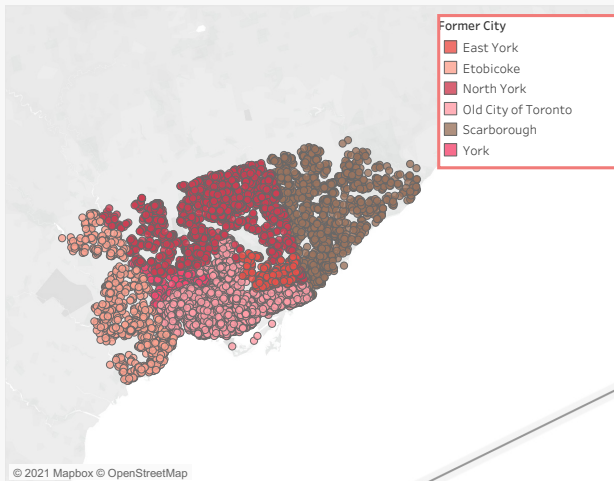 Former City
East York
Etobicoke
North York
Old City of Toronto
Scarborough
York
© 2021 Mapbox © OpenStreetMap